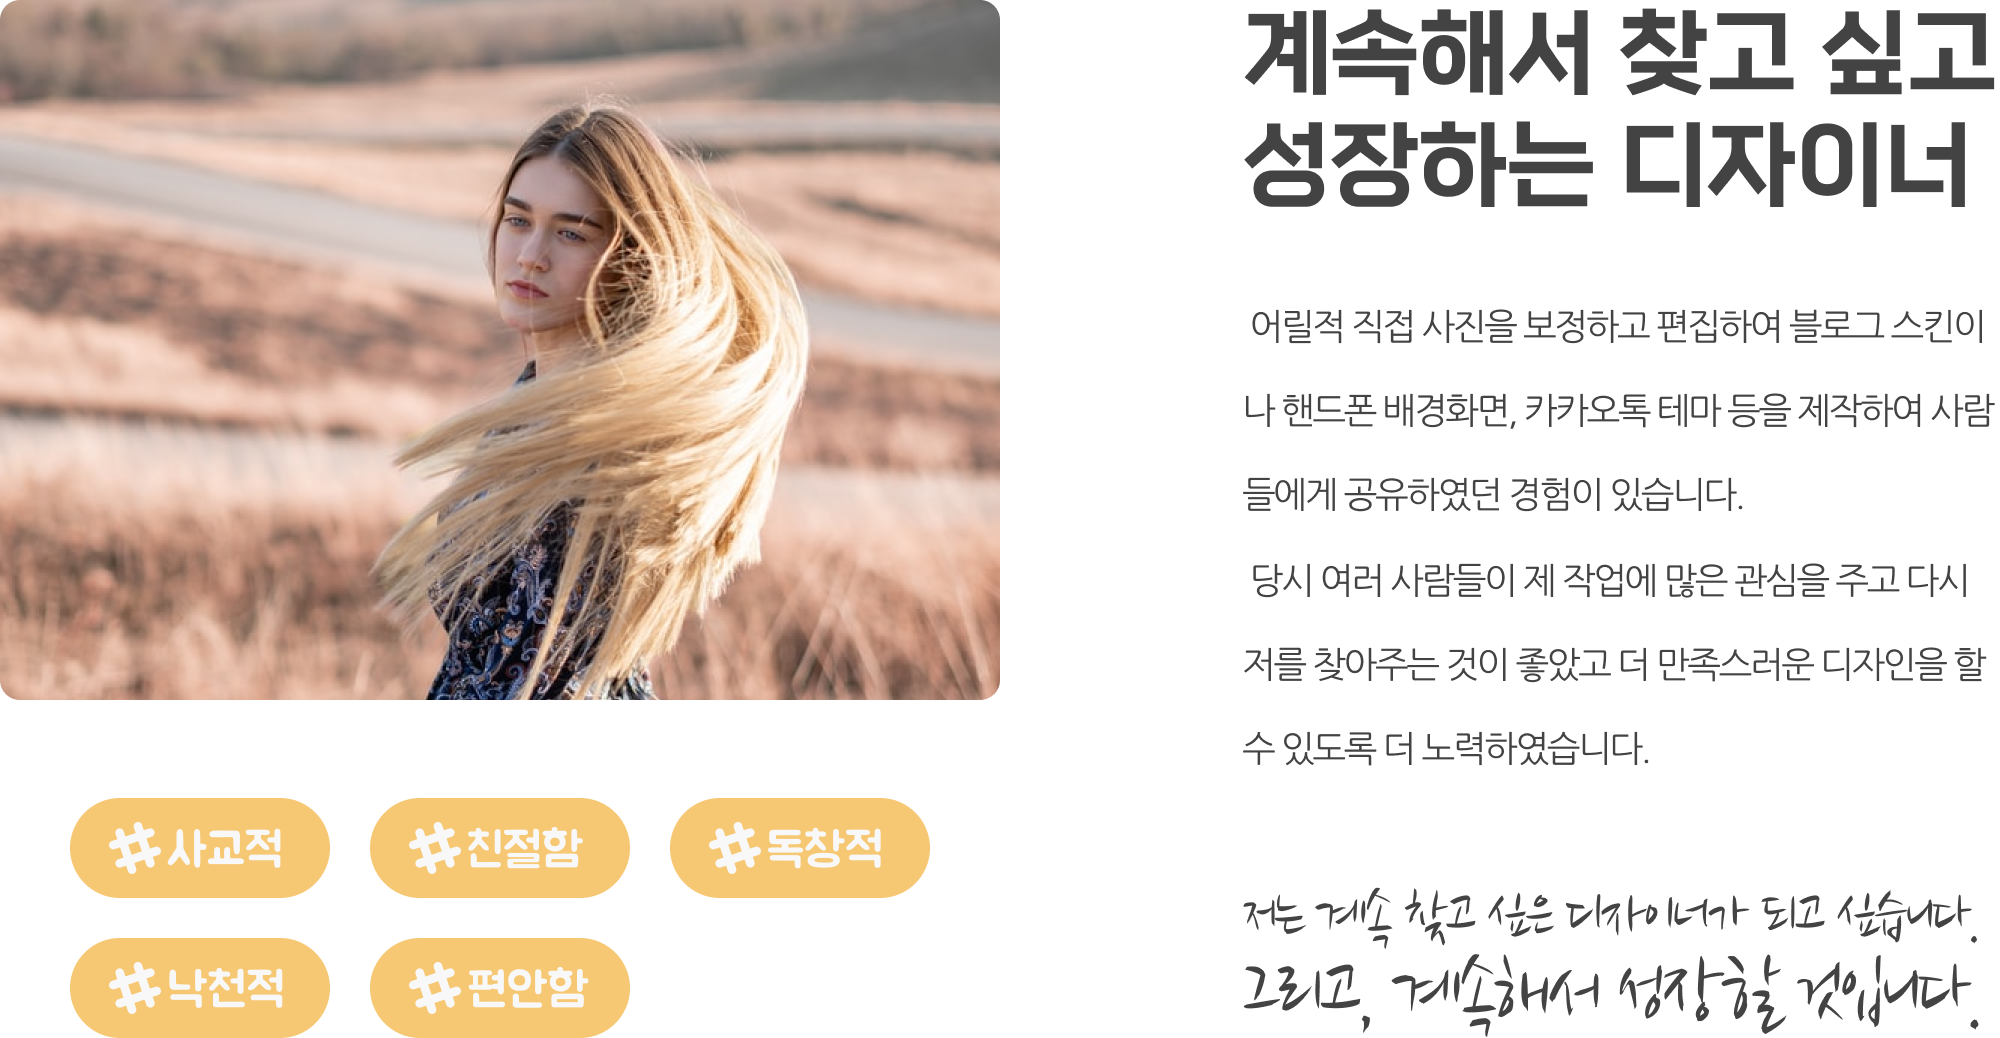 계속해서 찾고 싶고
성장하는 디자이너
어릴적 직접 사진을 보정하고 편집하여 블로그 스킨이
나 핸드폰 배경화면, 카카오톡 테마 등을 제작하여 사람
들에게 공유하였던 경험이 있습니다.
당시 여러 사람들이 제 작업에 많은 관심을 주고 다시
저를 찾아주는 것이 좋았고 더 만족스러운 디자인을 할
수 있도록 더 노력하였습니다.
저는 계속 찾고 싶은 디자이너가 되고 싶습니다.
그리고, 계속해서 성장할 것입니다.
#사교적
#친절함
#독창적
#낙천적
#편안함